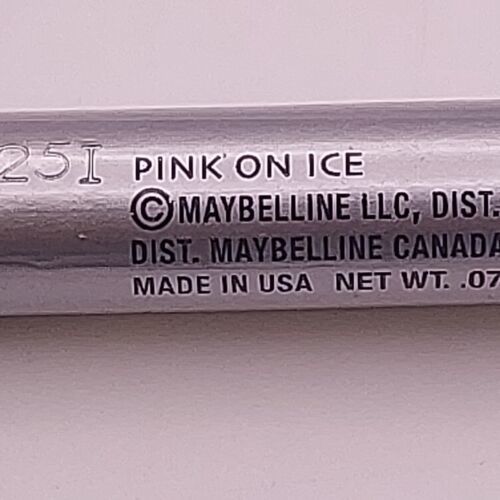 25I PINK ON ICE
©MAYBELLINE LLC, DIST.
DIST. MAYBELLINE CANADA
MADE IN USA NET WT. .07